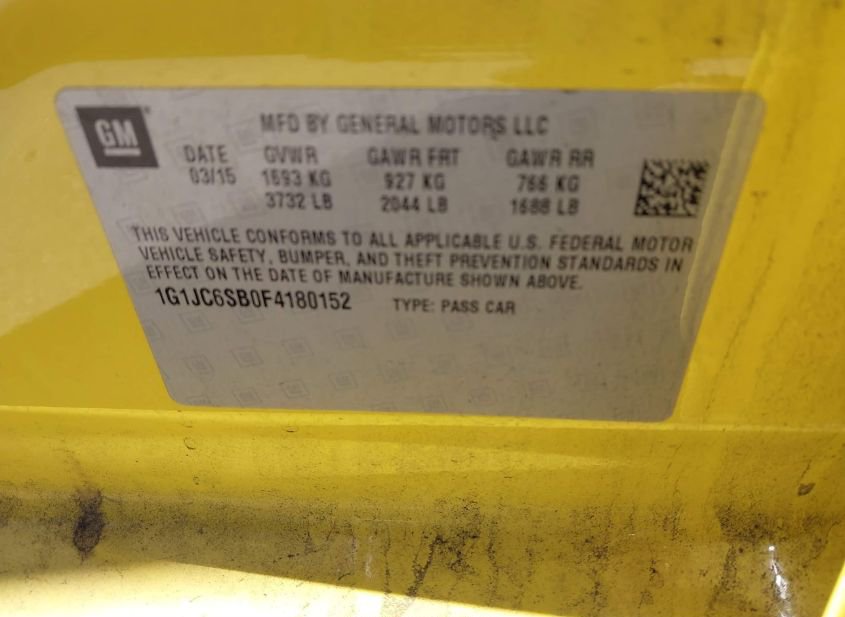 GM
MFD BY GENERAL MOTORS LLC
DATE GVWR GAWR FRT GAWR RR
03/15 1693 KG 927 KG 766 KG
3732 LB 2044 LB 1688 LB
THIS VEHICLE CONFORMS TO ALL APPLICABLE U.S. FEDERAL MOTOR
VEHICLE SAFETY, BUMPER, AND THEFT PREVENTION STANDARDS IN
EFFECT ON THE DATE OF MANUFACTURE SHOWN ABOVE.
1G1JC6SB0F4180152 TYPE: PASS CAR